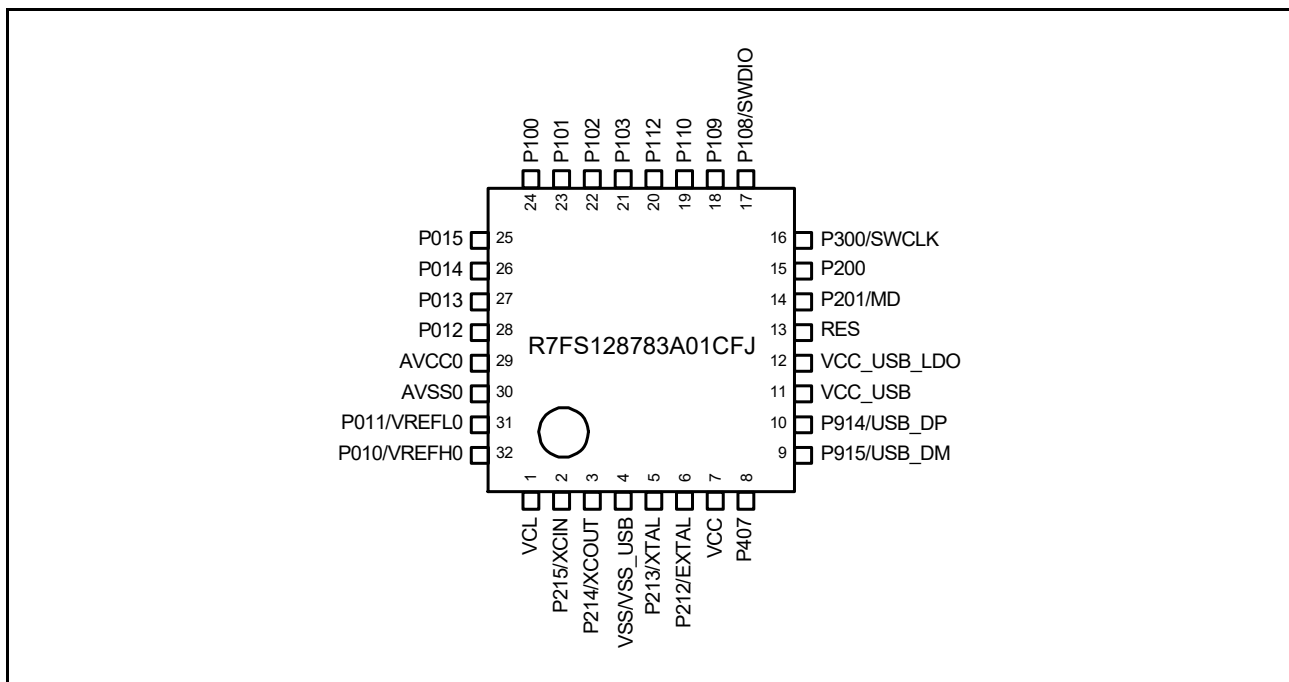 P100
P101
P102
P103
P112
P110
P109
P108/SWDIO
24
23
22
21
20
19
18
17
P015 25
P014 26
P013 27
P012 28
AVCC0 29
AVSS0 30
P011/VREFL0 31
P010/VREFH0 32
R7FS128783A01CFJ
16 P300/SWCLK
15 P200
14 P201/MD
13 RES
12 VCC_USB_LDO
11 VCC_USB
10 P914/USB_DP
9 P915/USB_DM
1
2
3
4
5
6
7
8
VCL
P215/XCIN
P214/XCOUT
VSS/VSS_USB
P213/XTAL
P212/EXTAL
VCC
P407